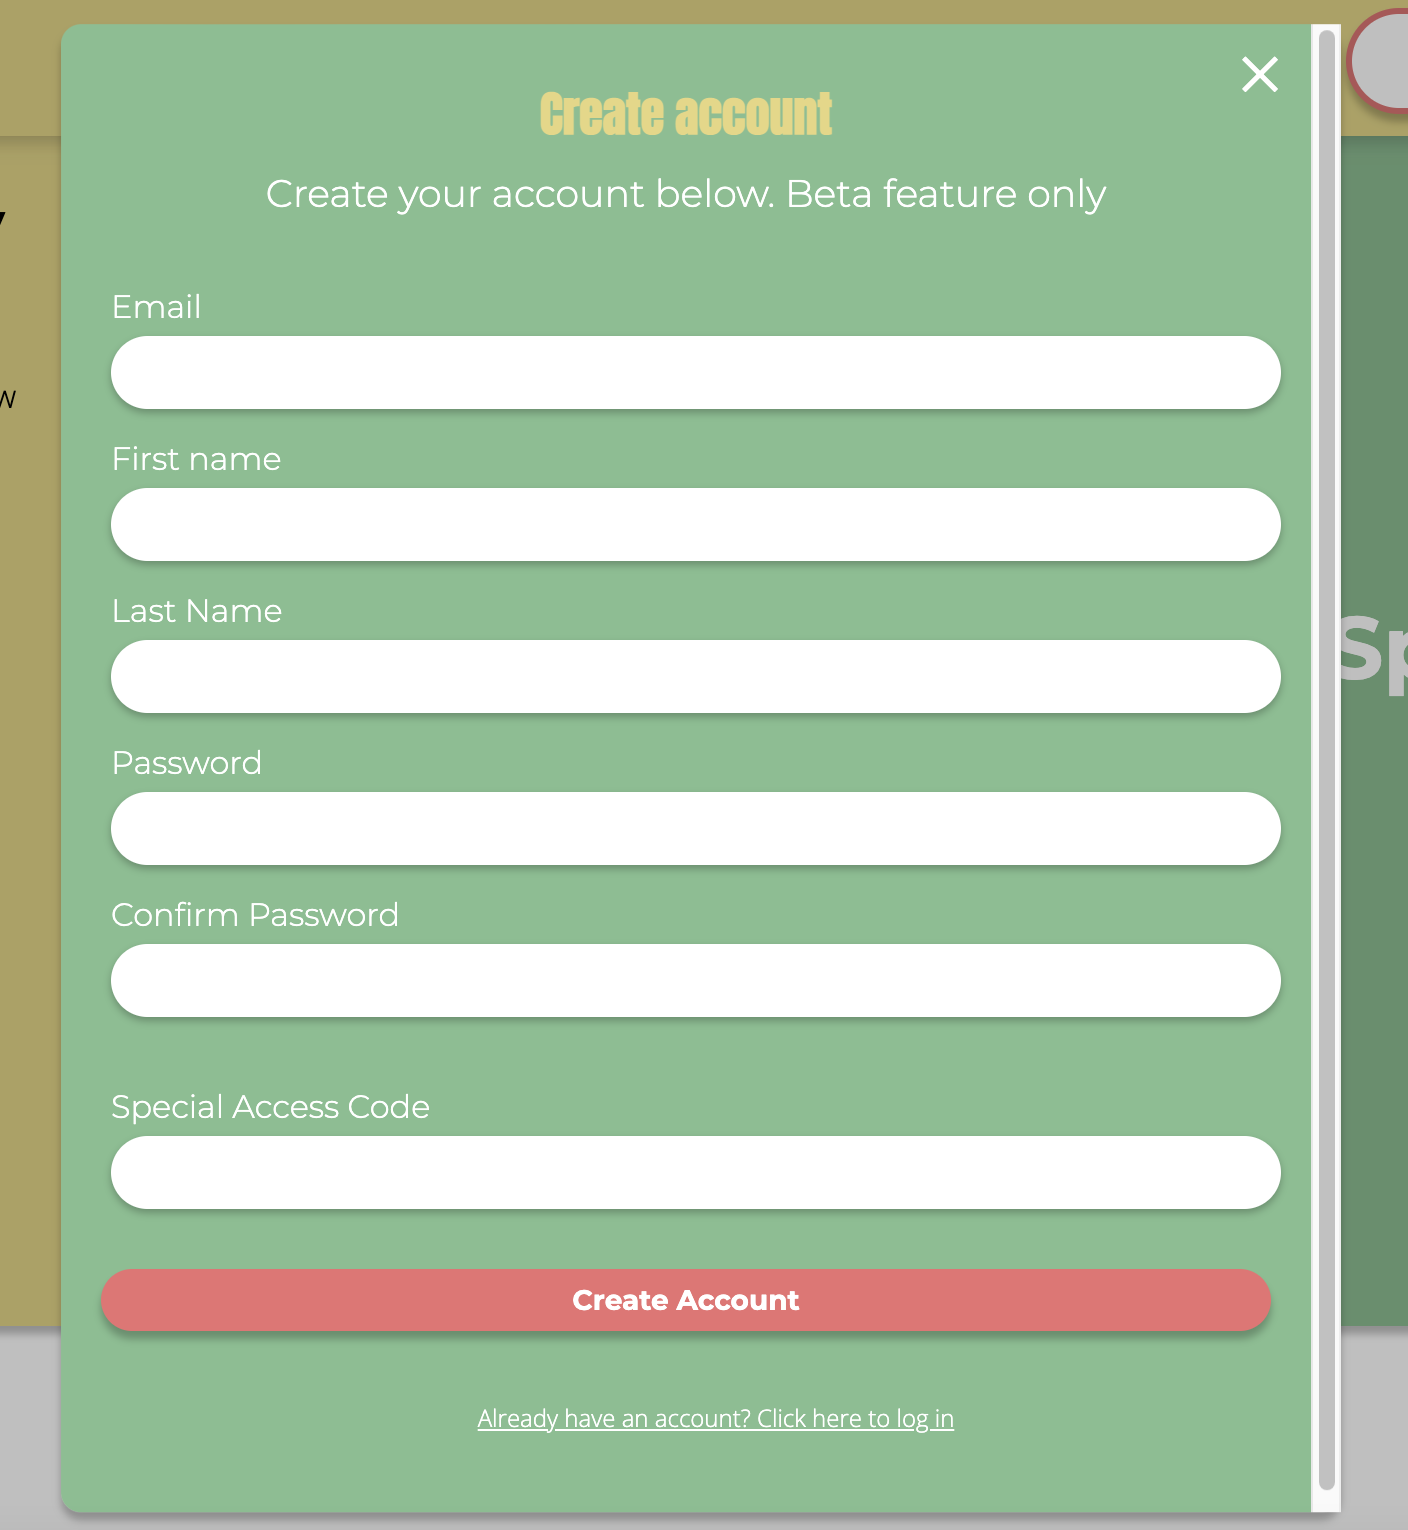 Create account
Create your account below. Beta feature only
Email
First name
Last Name
Password
Confirm Password
Special Access Code
Create Account
Already have an account? Click here to log in
Sp
w